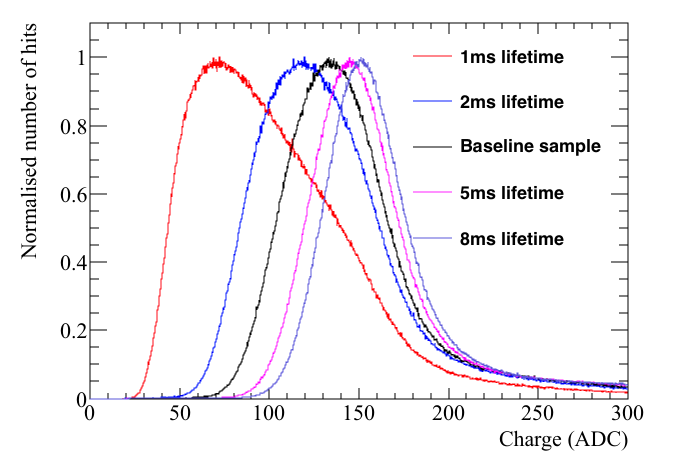 Normalised number of hits
1
0.8
0.6
0.4
0.2
0
1ms lifetime
2ms lifetime
Baseline sample
5ms lifetime
8ms lifetime
0 50 100 150 200 250 300
Charge (ADC)